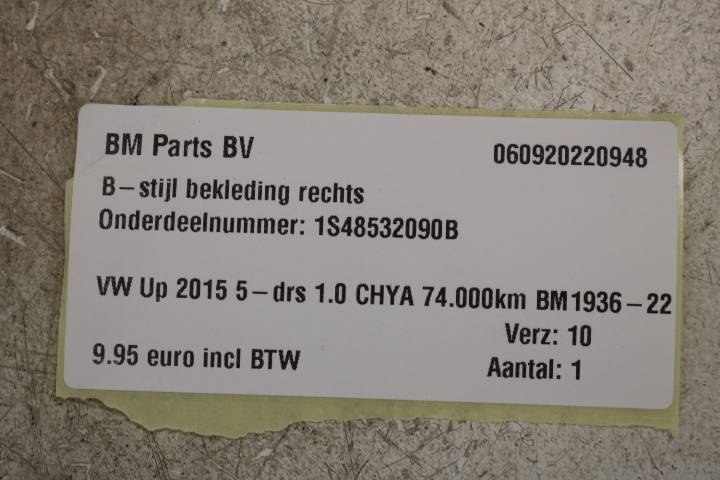 BM Parts BV 060920220948
B-stijl bekleding rechts
Onderdeelnummer: 1S48532090B
VW Up 2015 5-drs 1.0 CHYA 74.000km BM1936-22
Verz: 10
9.95 euro incl BTW
Aantal: 1